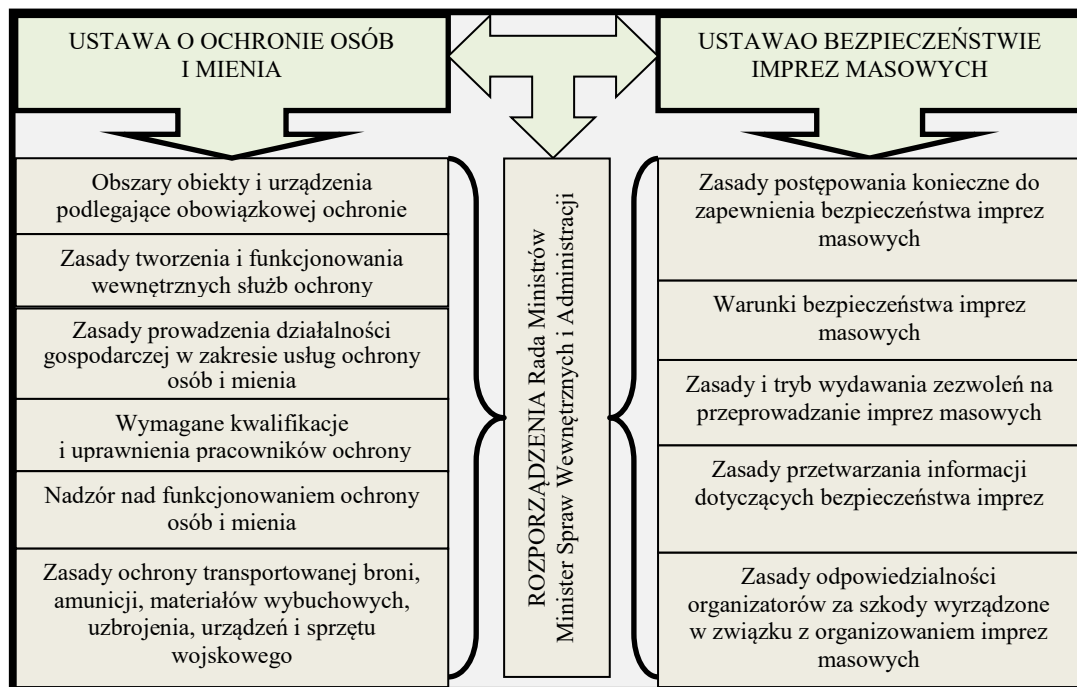 USTAWA O OCHRONIE OSÓB
I MIENIA
Obszary obiekty i urządzenia
podlegające obowiązkowej ochronie
Zasady tworzenia i funkcjonowania
wewnętrznych służb ochrony
Zasady prowadzenia działalności
gospodarczej w zakresie usług ochrony
osób i mienia
Wymagane kwalifikacje
i uprawnienia pracowników ochrony
Nadzór nad funkcjonowaniem ochrony
osób i mienia
Zasady ochrony transportowanej broni,
amunicji, materiałów wybuchowych,
uzbrojenia, urządzeń i sprzętu
wojskowego
ROZPORZĄDZENIA Rada Ministrów
Minister Spraw Wewnętrznych i Administracji
USTAWAO BEZPIECZEŃSTWIE
IMPREZ MASOWYCH
Zasady postępowania konieczne do
zapewnienia bezpieczeństwa imprez
masowych
Warunki bezpieczeństwa imprez
masowych
Zasady i tryb wydawania zezwoleń na
przeprowadzanie imprez masowych
Zasady przetwarzania informacji
dotyczących bezpieczeństwa imprez
Zasady odpowiedzialności
organizatorów za szkody wyrządzone
w związku z organizowaniem imprez
masowych